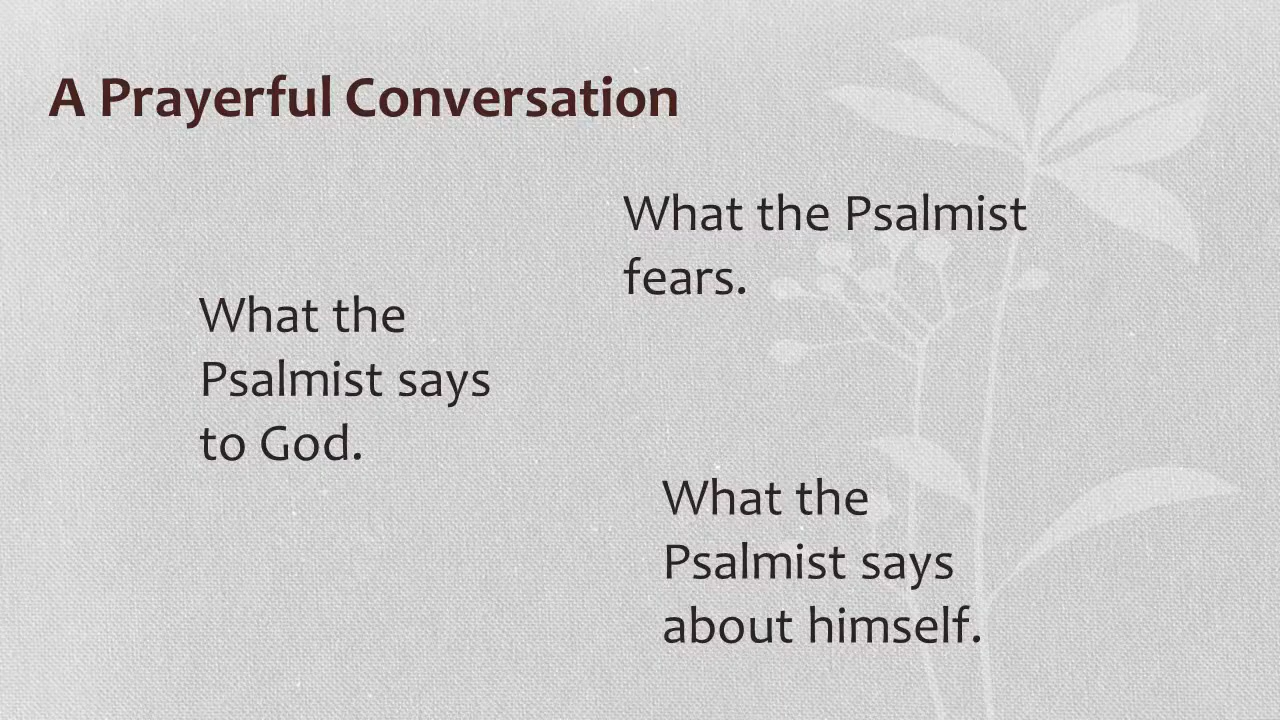 A Prayerful Conversation
What the Psalmist
fears.
What the
Psalmist says
to God.
What the
Psalmist says
about himself.